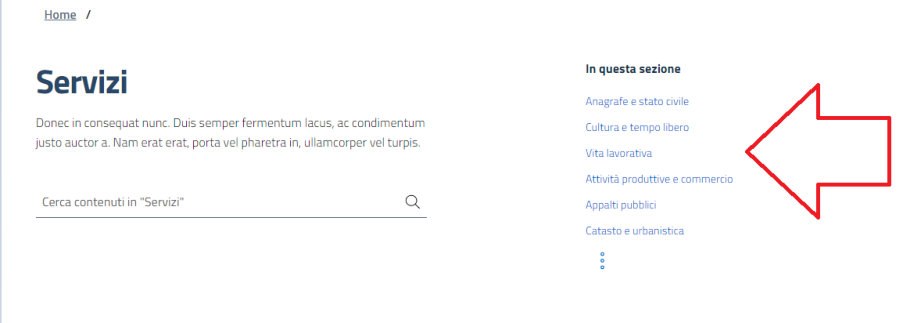 Home /
Servizi
Donec in consequat nunc. Duis semper fermentum lacus, ac condimentum
justo auctor a. Nam erat erat, porta vel pharetra in, ullamcorper vel turpis.
Cerca contenuti in "Servizi"
In questa sezione
Anagrafe e stato civile
Cultura e tempo libero
Vita lavorativa
Attività produttive e commercio
Appalti pubblici
Catasto e urbanistica